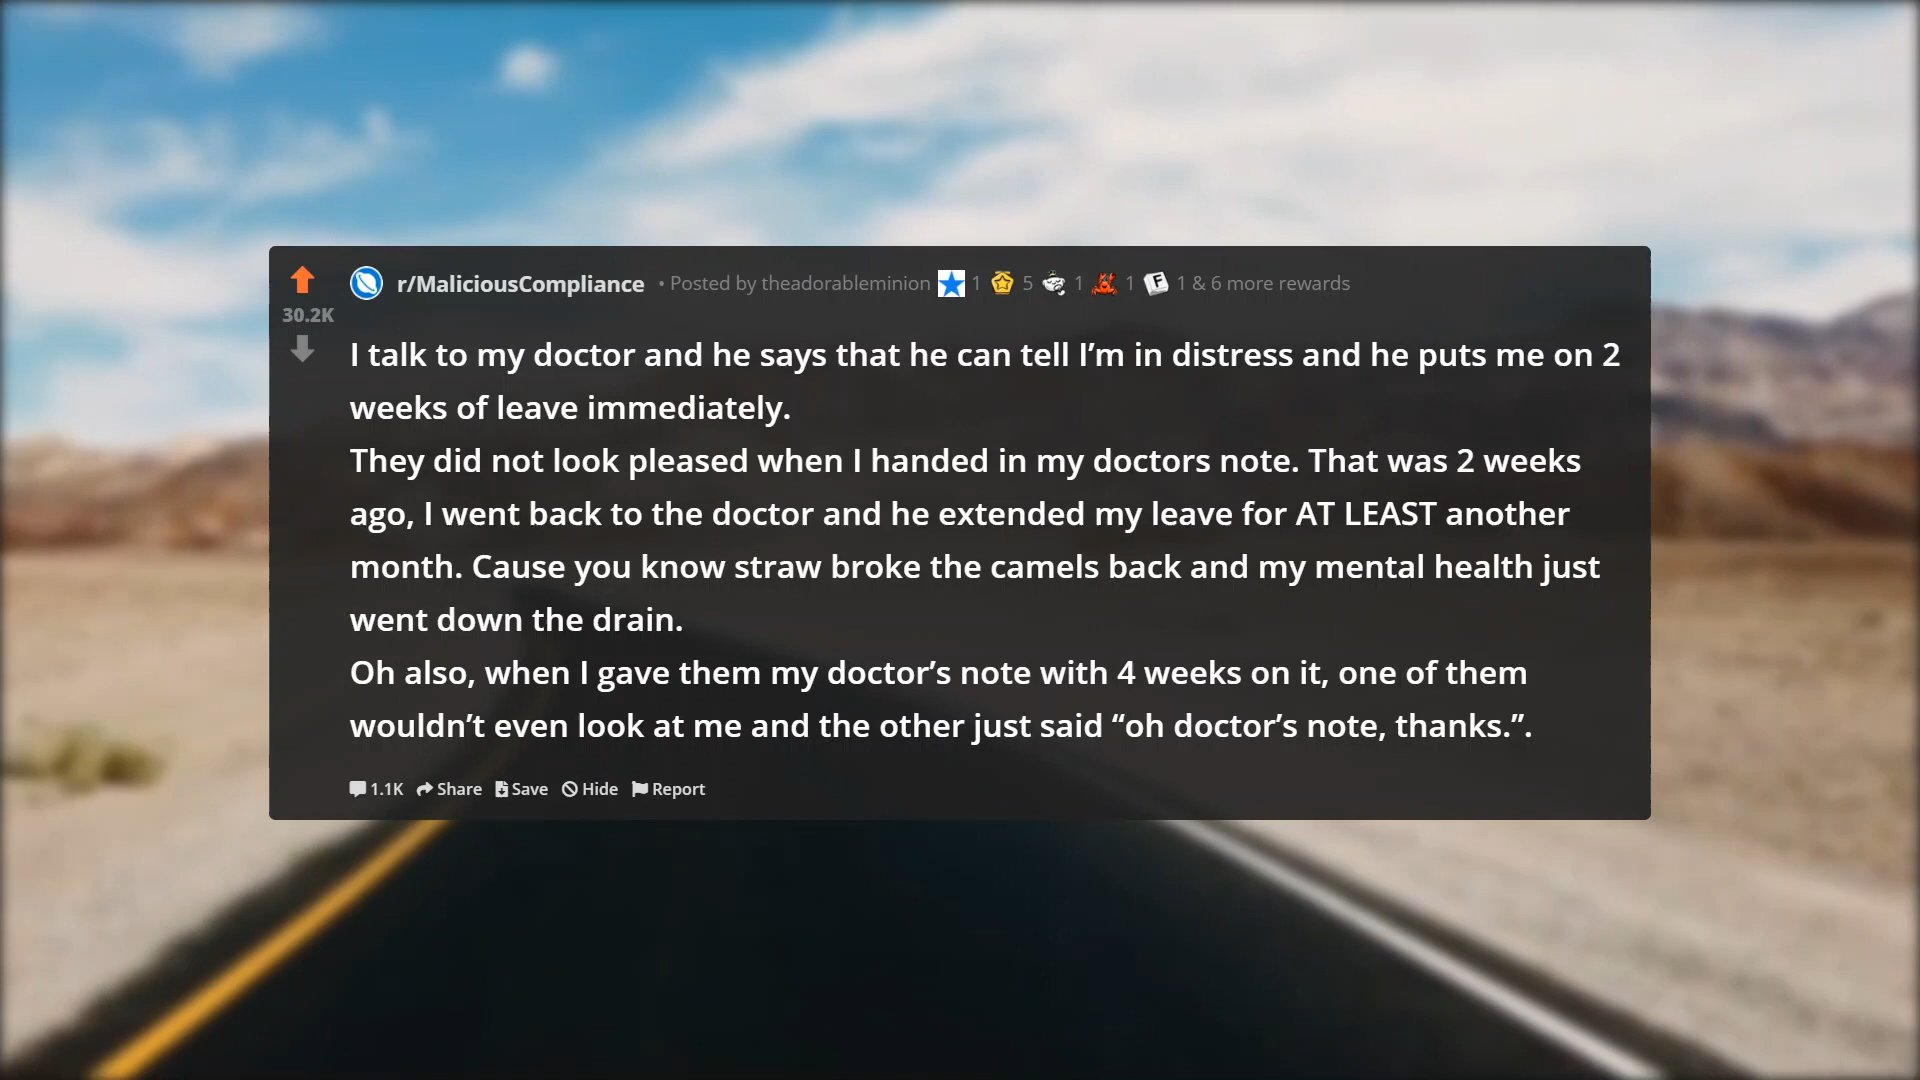 r/MaliciousCompliance • Posted by theadorableminion 1 5 1 1 F 1 & 6 more rewards
30.2K
I talk to my doctor and he says that he can tell I’m in distress and he puts me on 2
weeks of leave immediately.
They did not look pleased when I handed in my doctors note. That was 2 weeks
ago, I went back to the doctor and he extended my leave for AT LEAST another
month. Cause you know straw broke the camels back and my mental health just
went down the drain.
Oh also, when I gave them my doctor’s note with 4 weeks on it, one of them
wouldn’t even look at me and the other just said “oh doctor’s note, thanks.”.
1.1K Share Save Hide Report